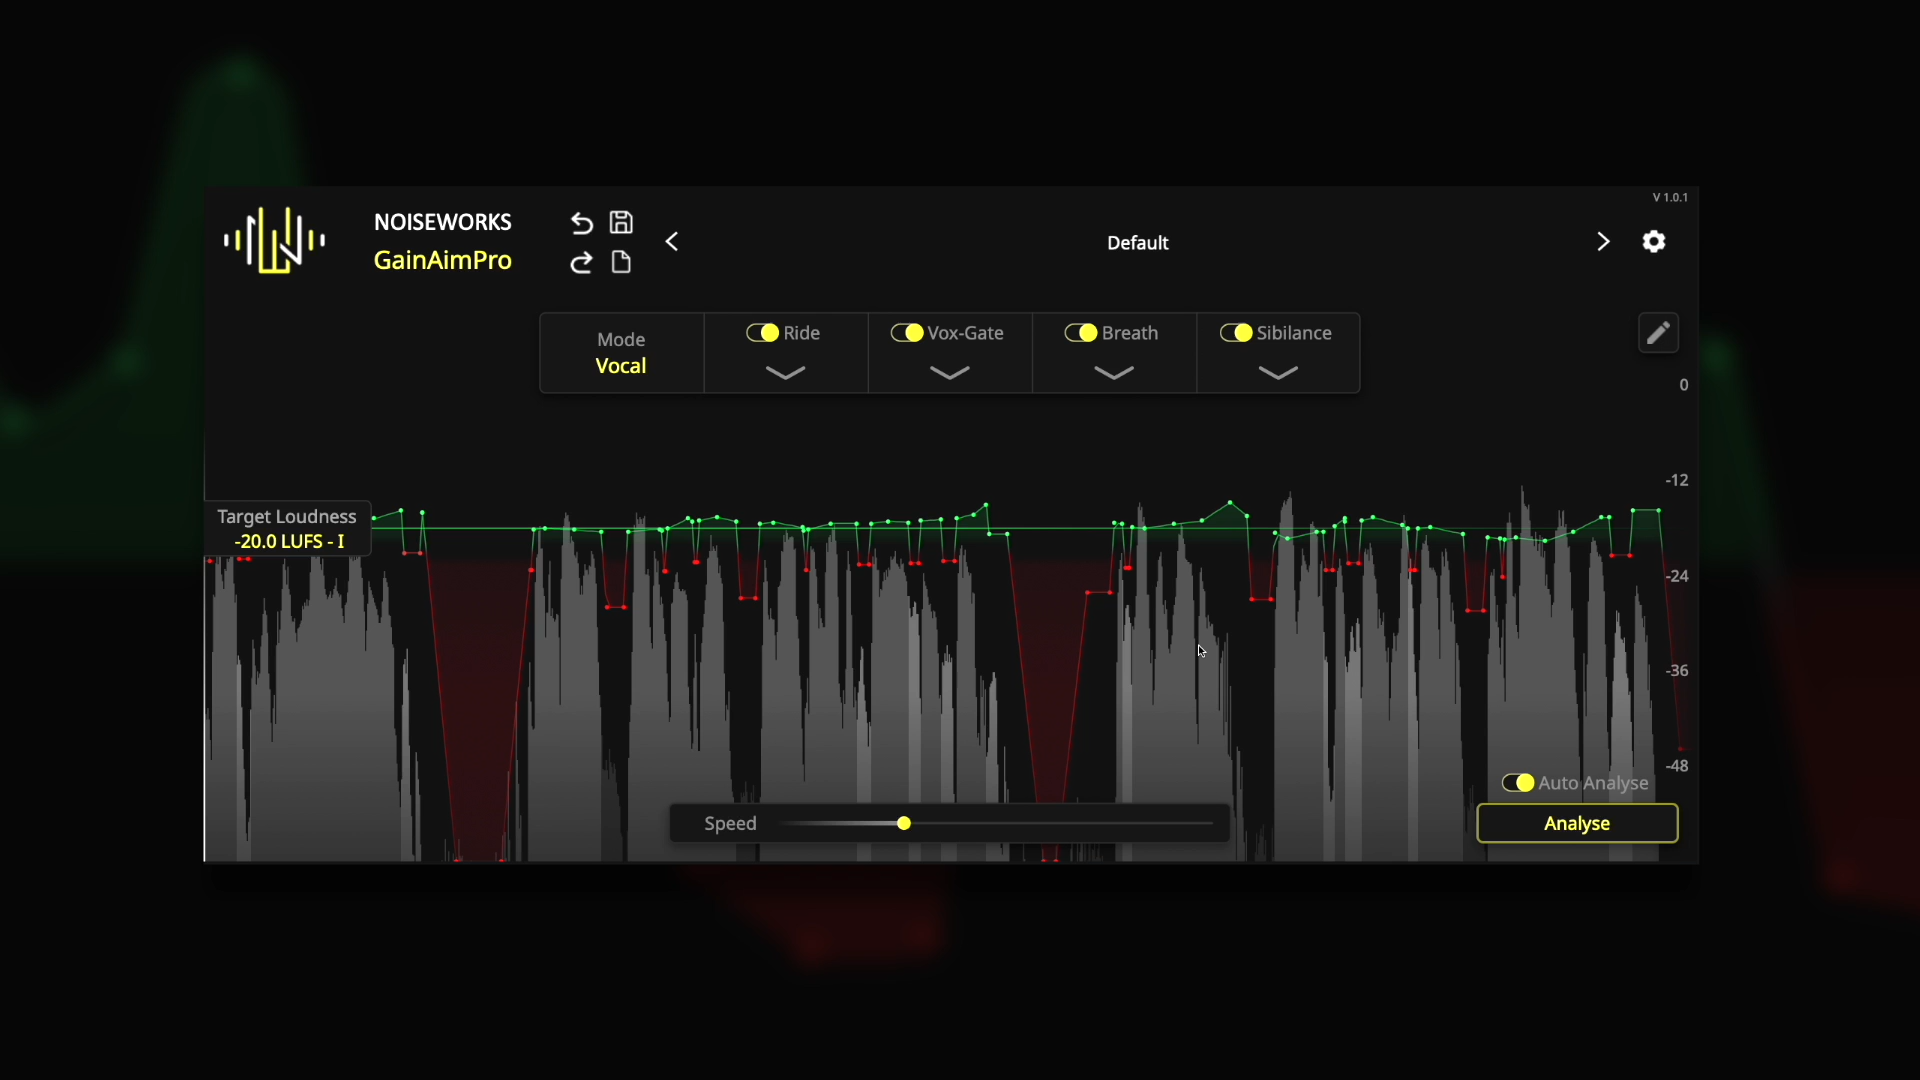 V 1.0.1
NOISEWORKS
GainAimPro
Default
Mode
Vocal
Ride
Vox-Gate
Breath
Sibilance
0
-12
Target Loudness
-20.0 LUFS - I
-24
-36
-48
Auto Analyse
Speed
Analyse